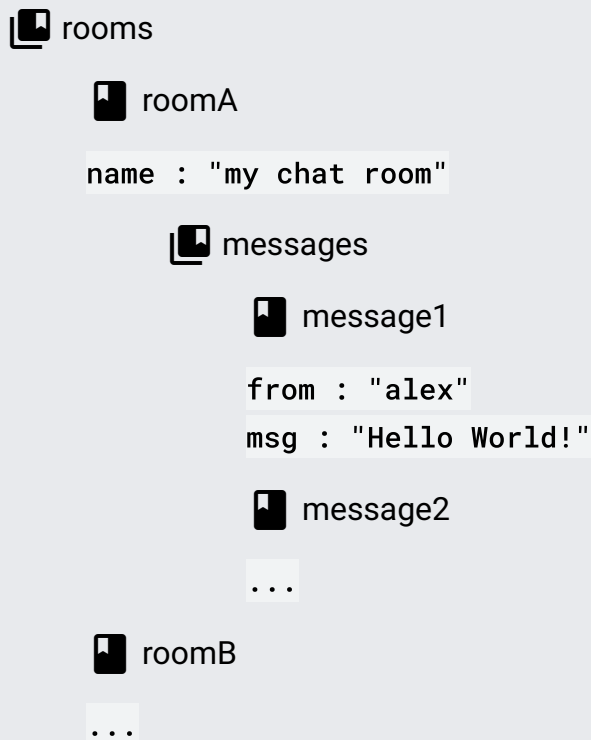 rooms
roomA
name : "my chat room"
messages
message1
from : "alex"
msg : "Hello World!"
message2
...
roomB
...